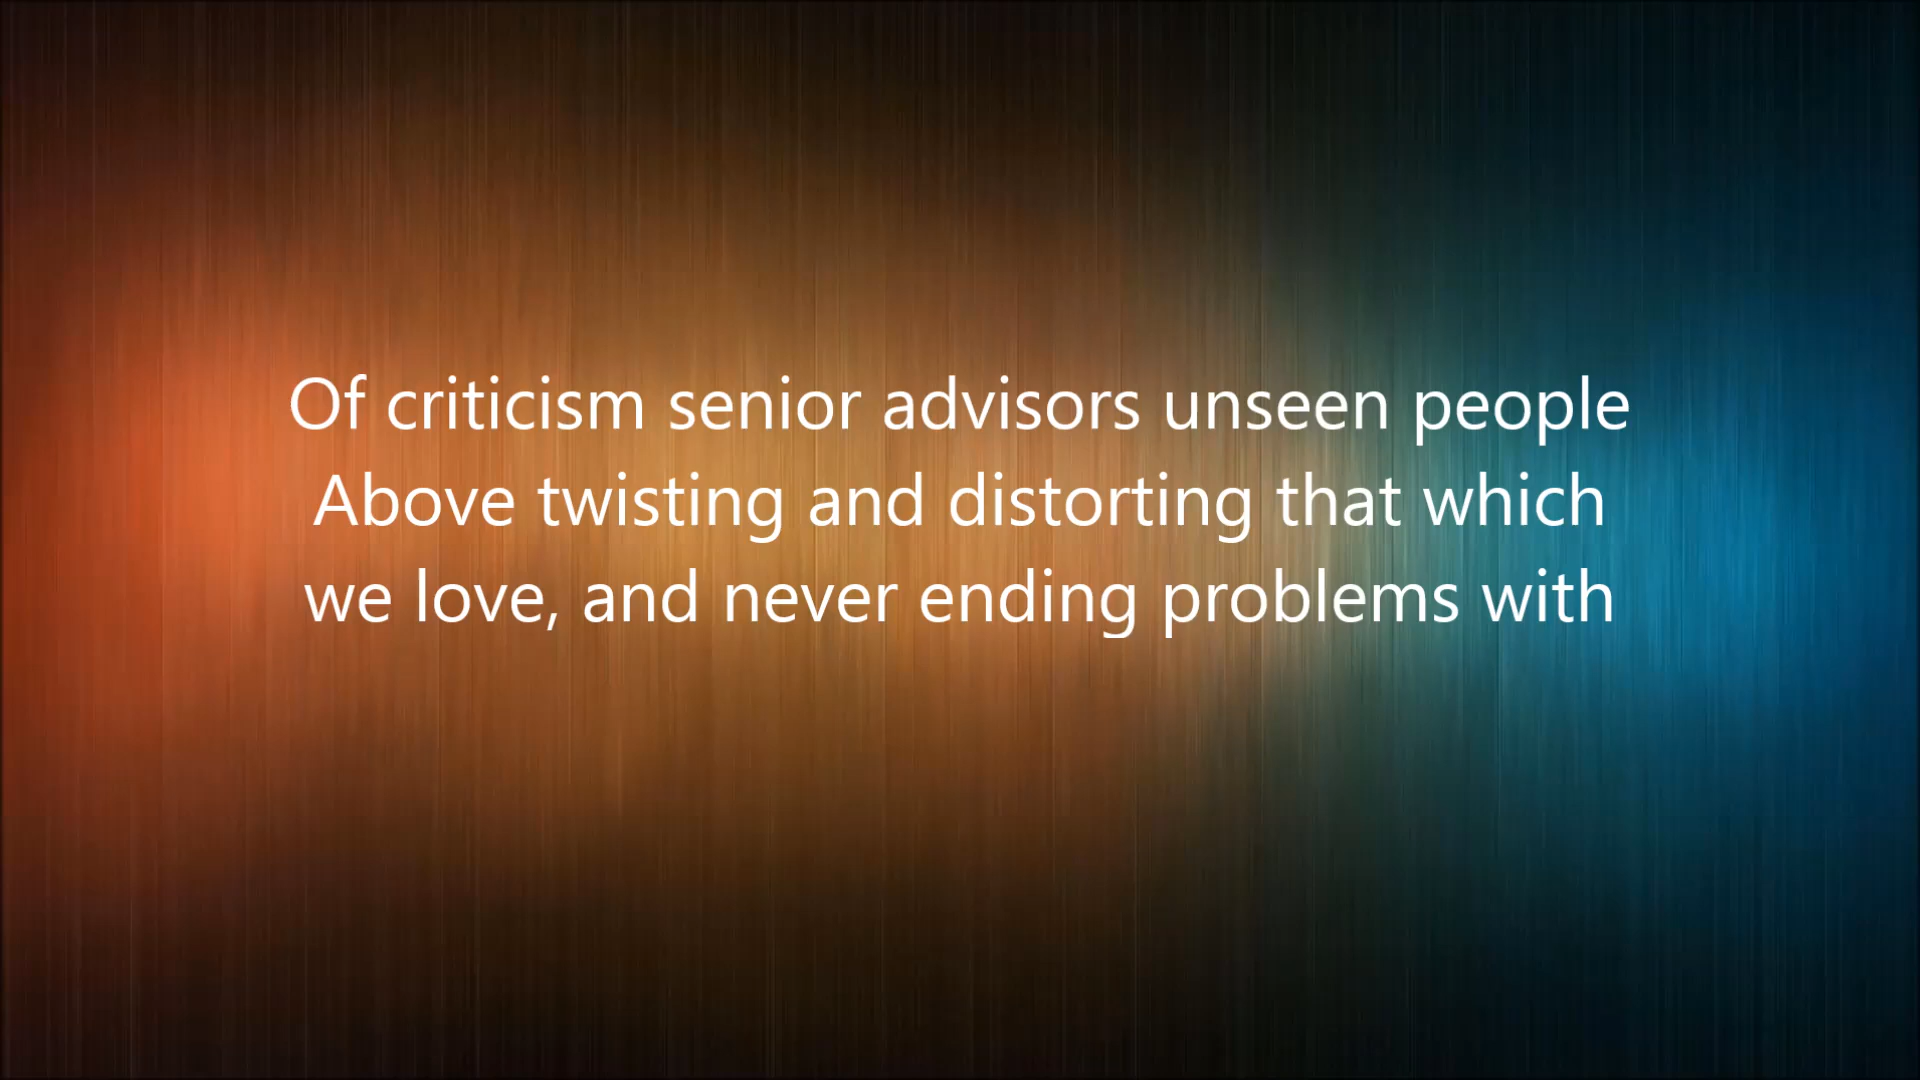 Of criticism senior advisors unseen people
Above twisting and distorting that which
we love, and never ending problems with